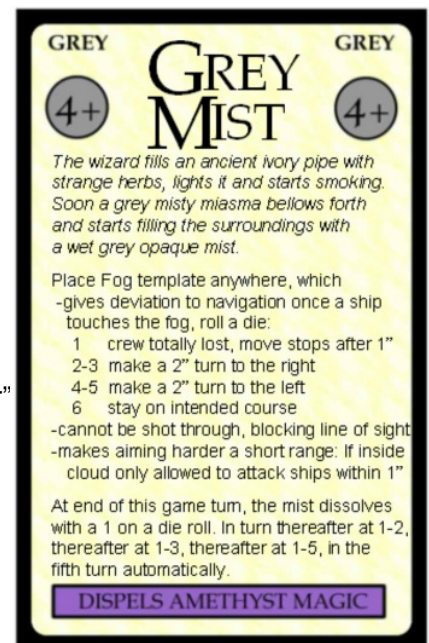 GREY GREY
GREY
MIST
4+ 4+
The wizard fills an ancient ivory pipe with
strange herbs, lights it and starts smoking.
Soon a grey misty miasma bellows forth
and starts filling the surroundings with
a wet grey opaque mist.
Place Fog template anywhere, which
-gives deviation to navigation once a ship
touches the fog, roll a die:
1 crew totally lost, move stops after 1”
2-3 make a 2” turn to the right
4-5 make a 2” turn to the left
6 stay on intended course
-cannot be shot through, blocking line of sight
-makes aiming harder a short range: If inside
cloud only allowed to attack ships within 1”
At end of this game turn, the mist dissolves
with a 1 on a die roll. In turn thereafter at 1-2,
thereafter at 1-3, thereafter at 1-5, in the
fifth turn automatically.
DISPELS AMETHYST MAGIC